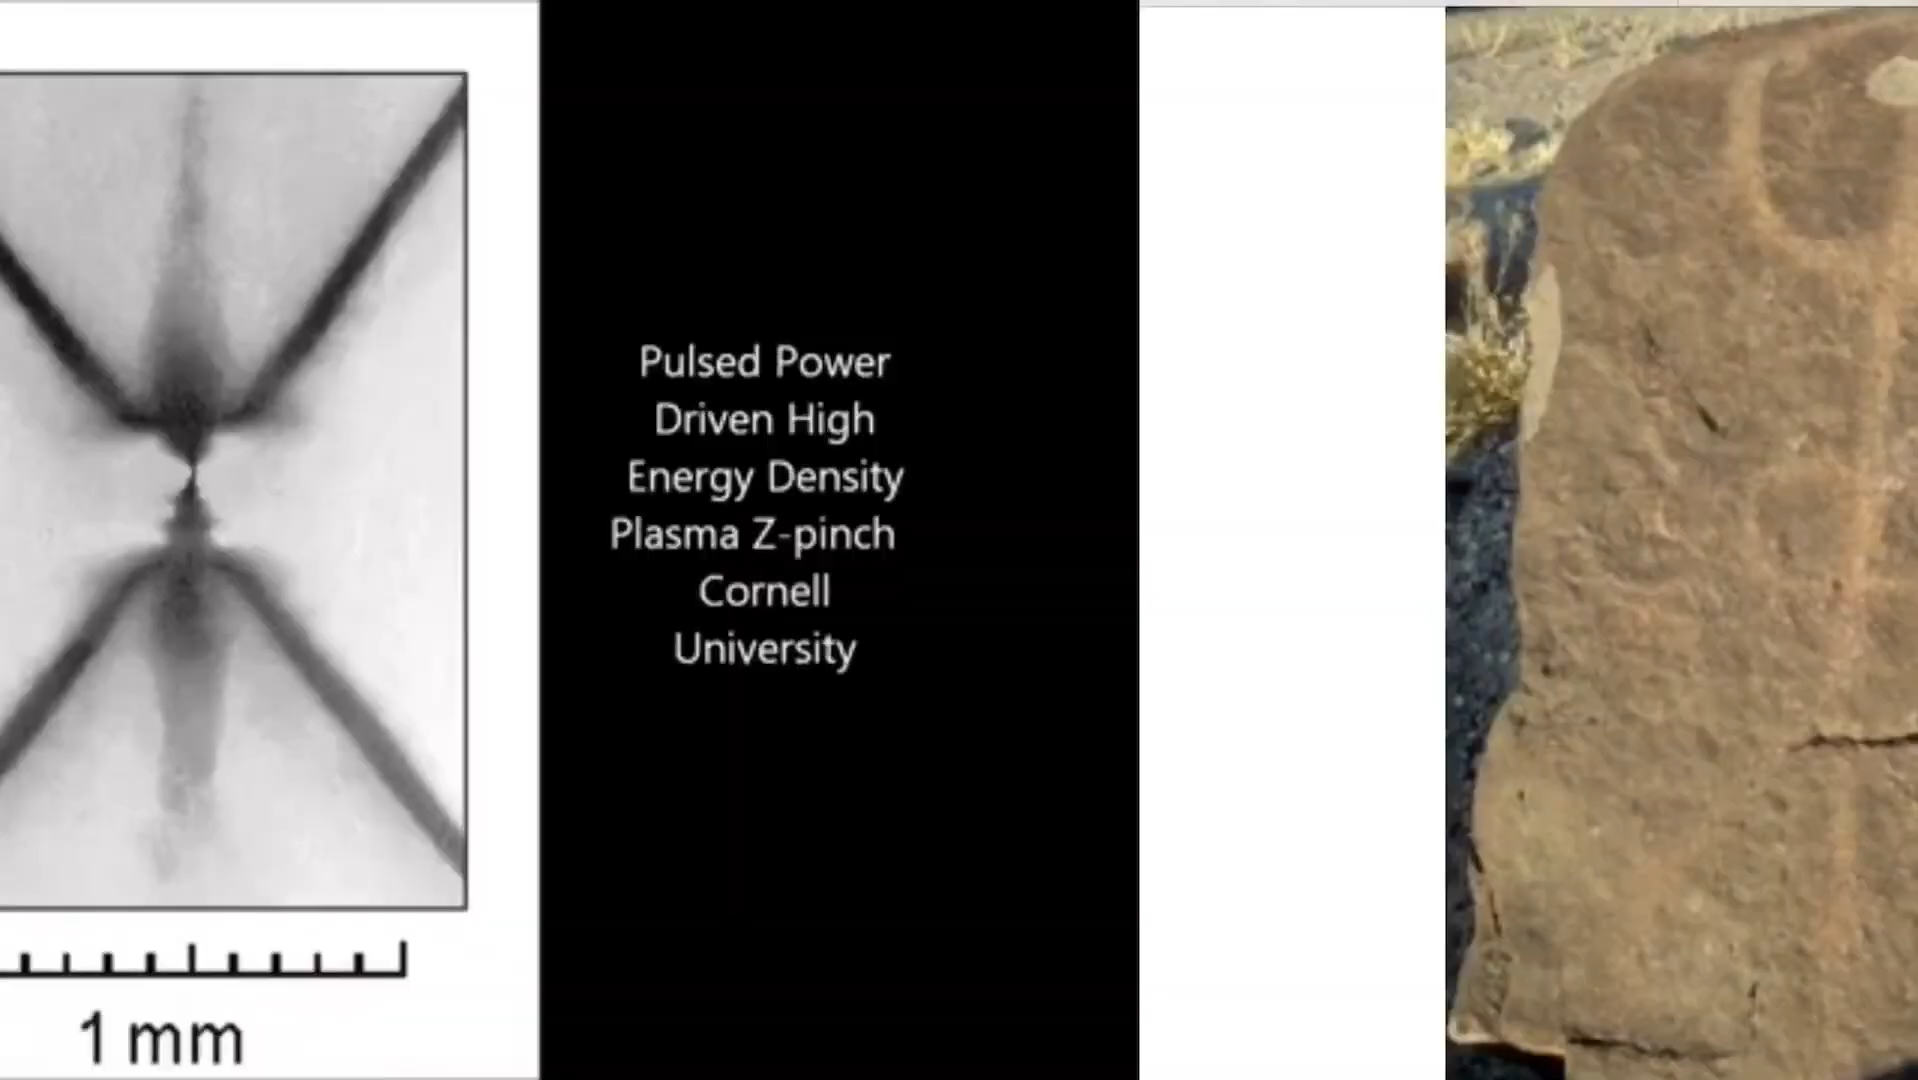 1 mm
Pulsed Power
Driven High
Energy Density
Plasma Z-pinch
Cornell
University